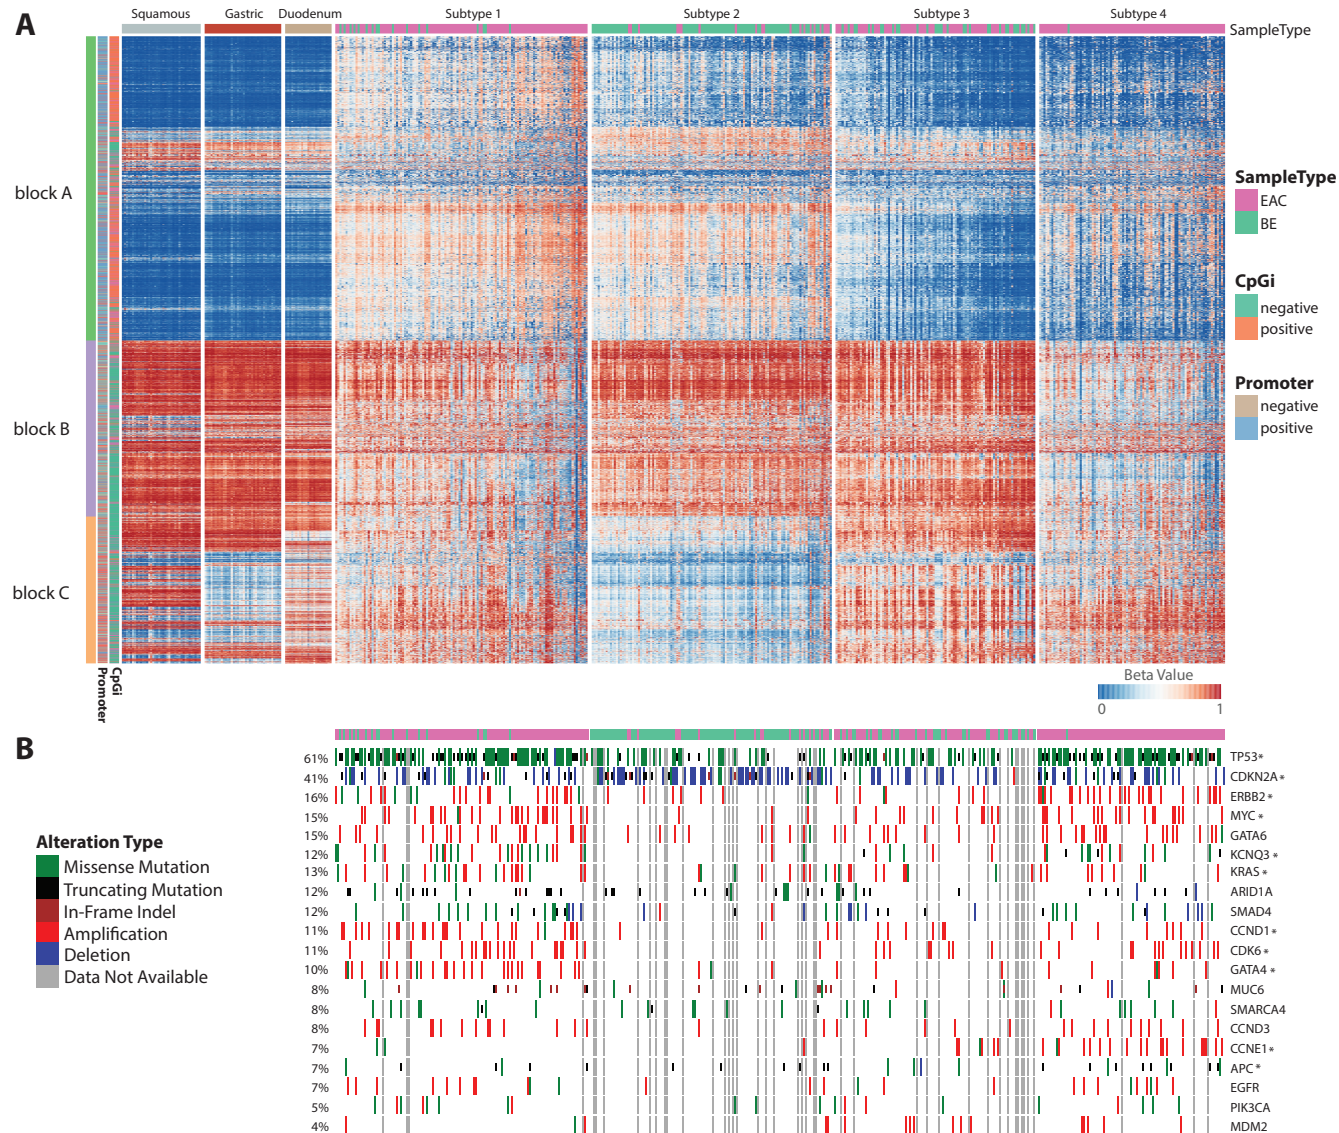 A
Squamous Gastric Duodenum Subtype 1 Subtype 2 Subtype 3 Subtype 4
SampleType
block A
block B
block C
Promoter
CpGi
SampleType
EAC
BE
CpGi
negative
positive
Promoter
negative
positive
Beta Value
0 1
B
61% TP53*
41% CDKN2A*
16% ERBB2*
15% MYC*
15% GATA6
12% KCNQ3*
13% KRAS*
12% ARID1A
12% SMAD4
11% CCND1*
11% CDK6*
10% GATA4*
8% MUC6
8% SMARCA4
8% CCND3
7% CCNE1*
7% APC*
7% EGFR
5% PIK3CA
4% MDM2
Alteration Type
Missense Mutation
Truncating Mutation
In-Frame Indel
Amplification
Deletion
Data Not Available